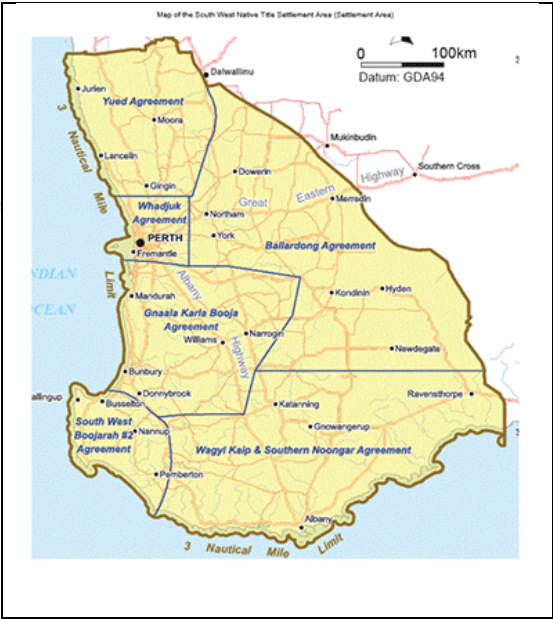 Map of the South West Native Title Settlement Area (Settlement Area)
0 100km
Datum: GDA94
Dalwallinu
Jurien
Yued Agreement
Moora
3 Nautical Mile Limit
Mukinbudin
Lancelin
Southern Cross
Dowerin
Great Eastern Highway
Gingin
Merredin
Whadjuk
Agreement
Northam
York
PERTH
Ballardong Agreement
Fremantle
NDIAN
OCEAN
Albany Highway
Mandurah
Kondinin
Hyden
Gnaala Karla Booja
Agreement
Narrogin
Williams
Newdegate
Bunbury
Donnybrook
Ravensthorpe
allingup
Busselton
Katanning
South West
Boojarah #2
Agreement
Nannup
Gnowangerup
Wagyl Kaip & Southern Noongar Agreement
Pemberton
Albany
3 Nautical Mile Limit